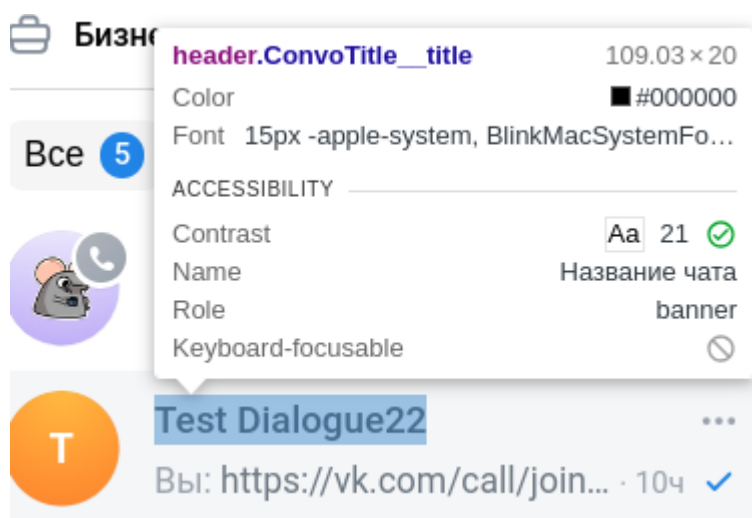 Бизне
header.ConvoTitle__title 109.03 × 20
Color #000000
Font 15px -apple-system, BlinkMacSystemFo…
Все 5
ACCESSIBILITY
Contrast Aa 21
Name Название чата
Role banner
Keyboard-focusable
T
Test Dialogue22
Вы: https://vk.com/call/join… · 10ч